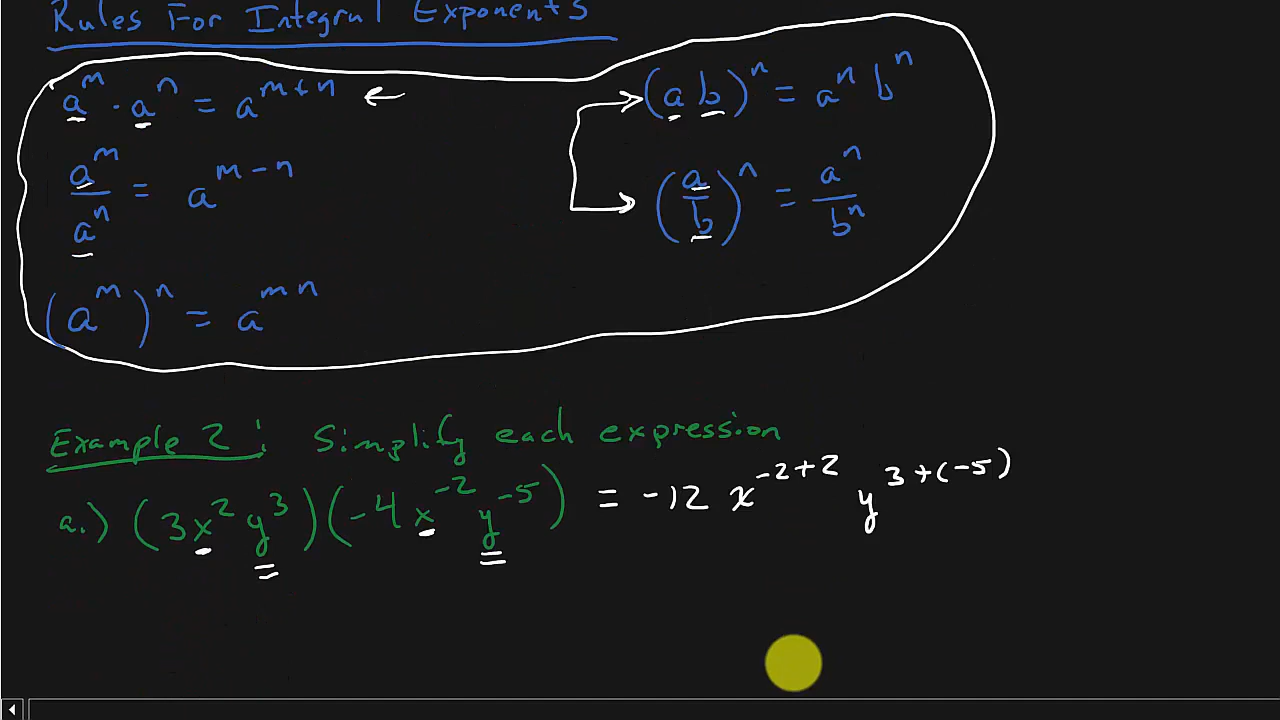 Rules For Integral Exponents
a^m · a^n = a^{m+n} ←
a^m / a^n = a^{m-n}
(a^m)^n = a^{mn}
(a b)^n = a^n b^n
(a/b)^n = a^n / b^n
Example 2: Simplify each expression
a.) (3x^2 y^3)(-4x^{-2} y^{-5}) = -12 x^{-2+2} y^{3+(-5)}